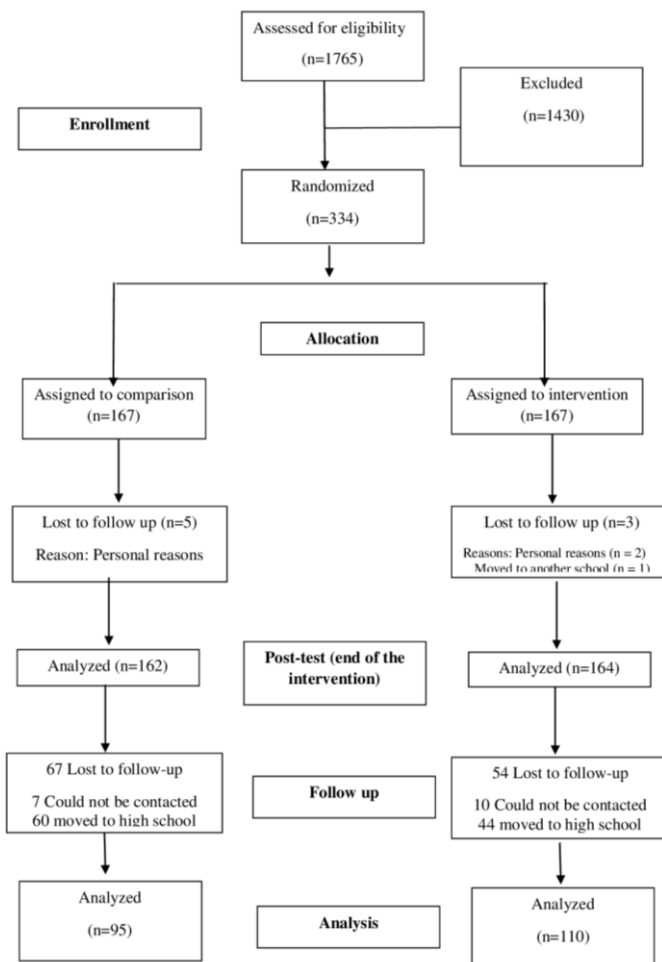 Assessed for eligibility
(n=1765)
Excluded
(n=1430)
Enrollment
Randomized
(n=334)
Allocation
Assigned to comparison
(n=167)
Assigned to intervention
(n=167)
Lost to follow up (n=5)
Reason: Personal reasons
Lost to follow up (n=3)
Reasons: Personal reasons (n = 2)
Moved to another school (n = 1)
Analyzed (n=162)
Post-test (end of the
intervention)
Analyzed (n=164)
67 Lost to follow-up
7 Could not be contacted
60 moved to high school
Follow up
54 Lost to follow-up
10 Could not be contacted
44 moved to high school
Analyzed
(n=95)
Analysis
Analyzed
(n=110)